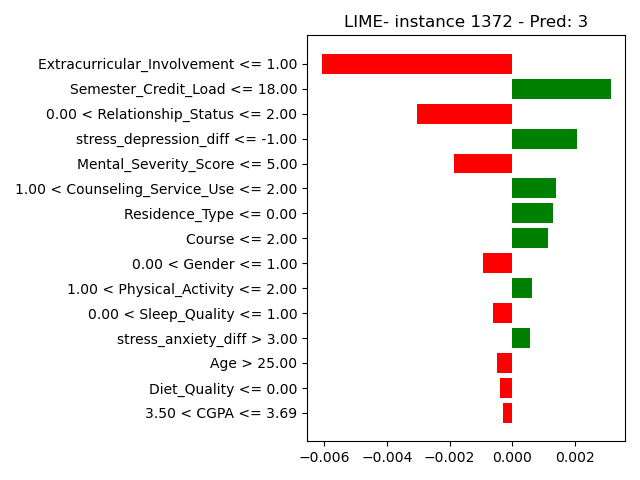 LIME- instance 1372 - Pred: 3
Extracurricular_Involvement <= 1.00
Semester_Credit_Load <= 18.00
0.00 < Relationship_Status <= 2.00
stress_depression_diff <= -1.00
Mental_Severity_Score <= 5.00
1.00 < Counseling_Service_Use <= 2.00
Residence_Type <= 0.00
Course <= 2.00
0.00 < Gender <= 1.00
1.00 < Physical_Activity <= 2.00
0.00 < Sleep_Quality <= 1.00
stress_anxiety_diff > 3.00
Age > 25.00
Diet_Quality <= 0.00
3.50 < CGPA <= 3.69
−0.006 −0.004 −0.002 0.000 0.002